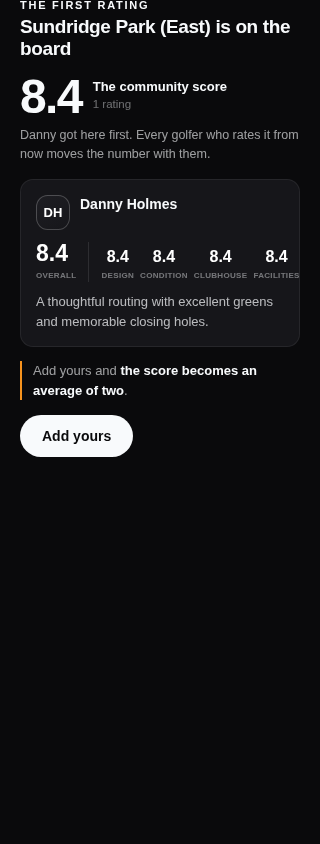 THE FIRST RATING
Sundridge Park (East) is on the
board
8.4
The community score
1 rating
Danny got here first. Every golfer who rates it from
now moves the number with them.
DH
Danny Holmes
8.4 8.4 8.4 8.4 8.4
OVERALL DESIGN CONDITION CLUBHOUSE FACILITIES
A thoughtful routing with excellent greens
and memorable closing holes.
Add yours and the score becomes an
average of two.
Add yours